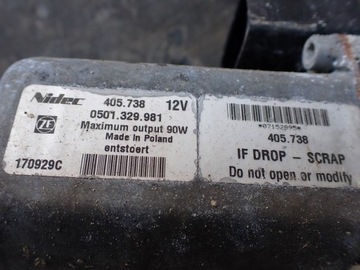 Nidec 405.738 12V
ZF 0501.329.981
Maximum output 90W
Made in Poland
entstoert
170929C
405.738
IF DROP - SCRAP
Do not open or modify